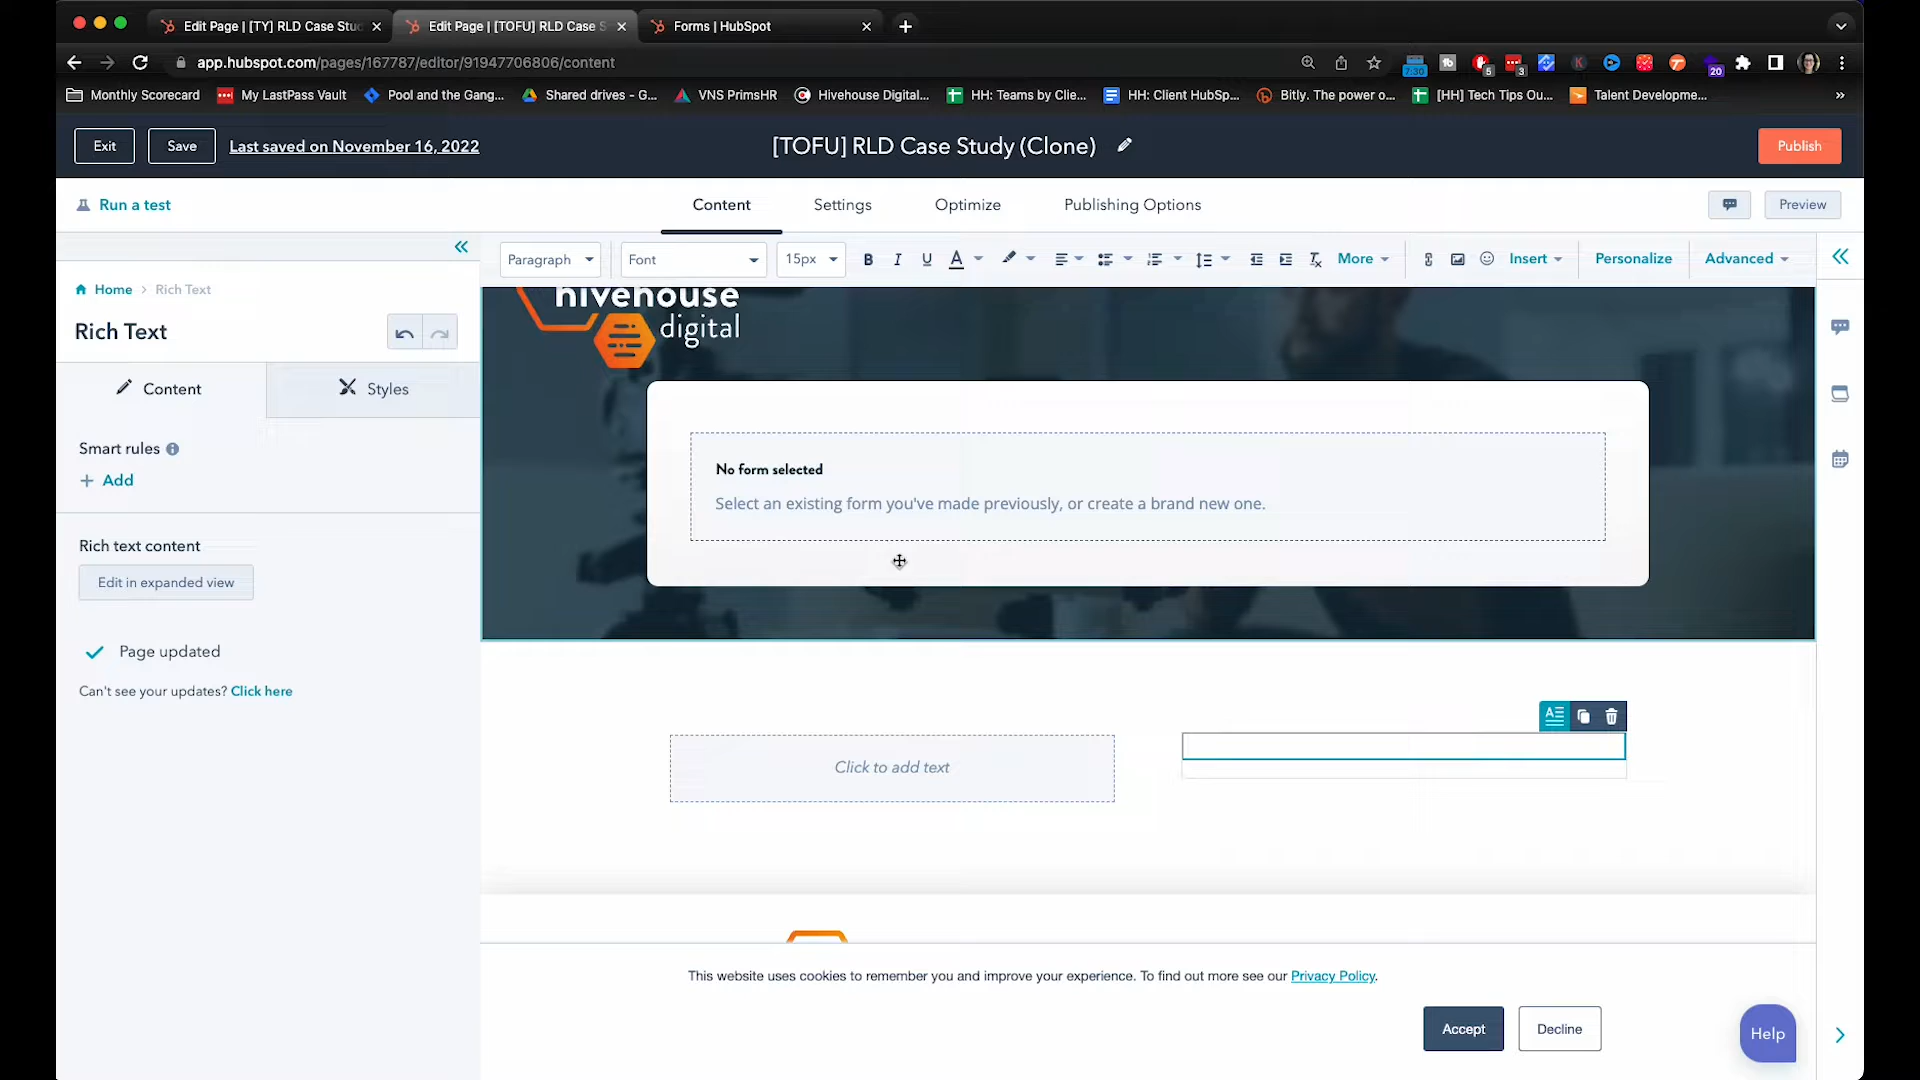 Edit Page | [TY] RLD Case Stud
Edit Page | [TOFU] RLD Case S
Forms | HubSpot
app.hubspot.com/pages/167787/editor/91947706806/content
7:30
5
3
20
Monthly Scorecard
My LastPass Vault
Pool and the Gang...
Shared drives - G...
VNS PrimsHR
Hivehouse Digital...
HH: Teams by Clie...
HH: Client HubSp...
Bitly. The power o...
[HH] Tech Tips Ou...
Talent Developme...
»
Exit
Save
Last saved on November 16, 2022
[TOFU] RLD Case Study (Clone)
Publish
Run a test
Content
Settings
Optimize
Publishing Options
Preview
Paragraph
Font
15px
B
I
U
A
More
Insert
Personalize
Advanced
Home > Rich Text
Rich Text
Content
Styles
Smart rules
+ Add
Rich text content
Edit in expanded view
Page updated
Can't see your updates? Click here
hivehouse
digital
No form selected
Select an existing form you've made previously, or create a brand new one.
Click to add text
This website uses cookies to remember you and improve your experience. To find out more see our Privacy Policy.
Accept
Decline
Help